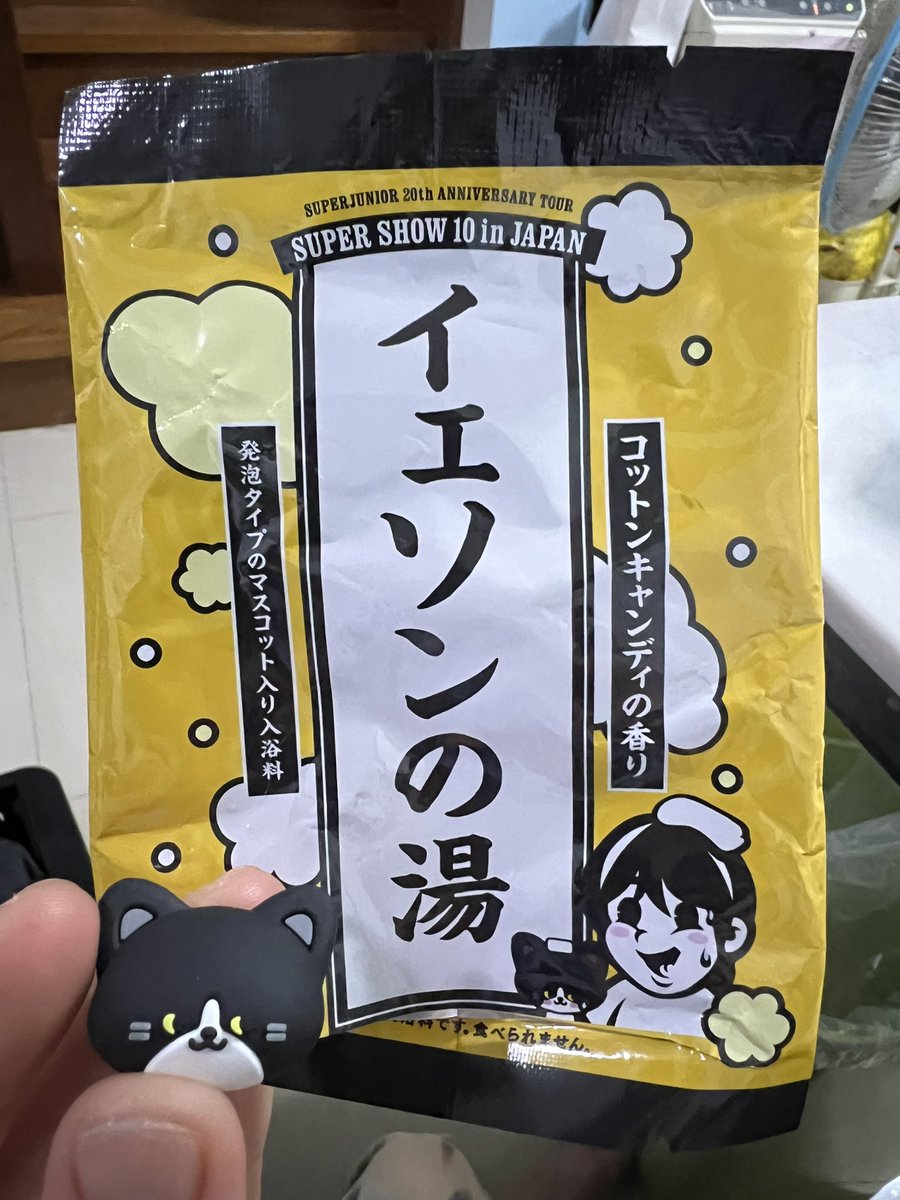 SUPERJUNIOR 20th ANNIVERSARY TOUR
SUPER SHOW 10 in JAPAN
コットンキャンディの香り
イェソンの湯
発泡タイプのマスコット入り入浴料
です。食べられません。